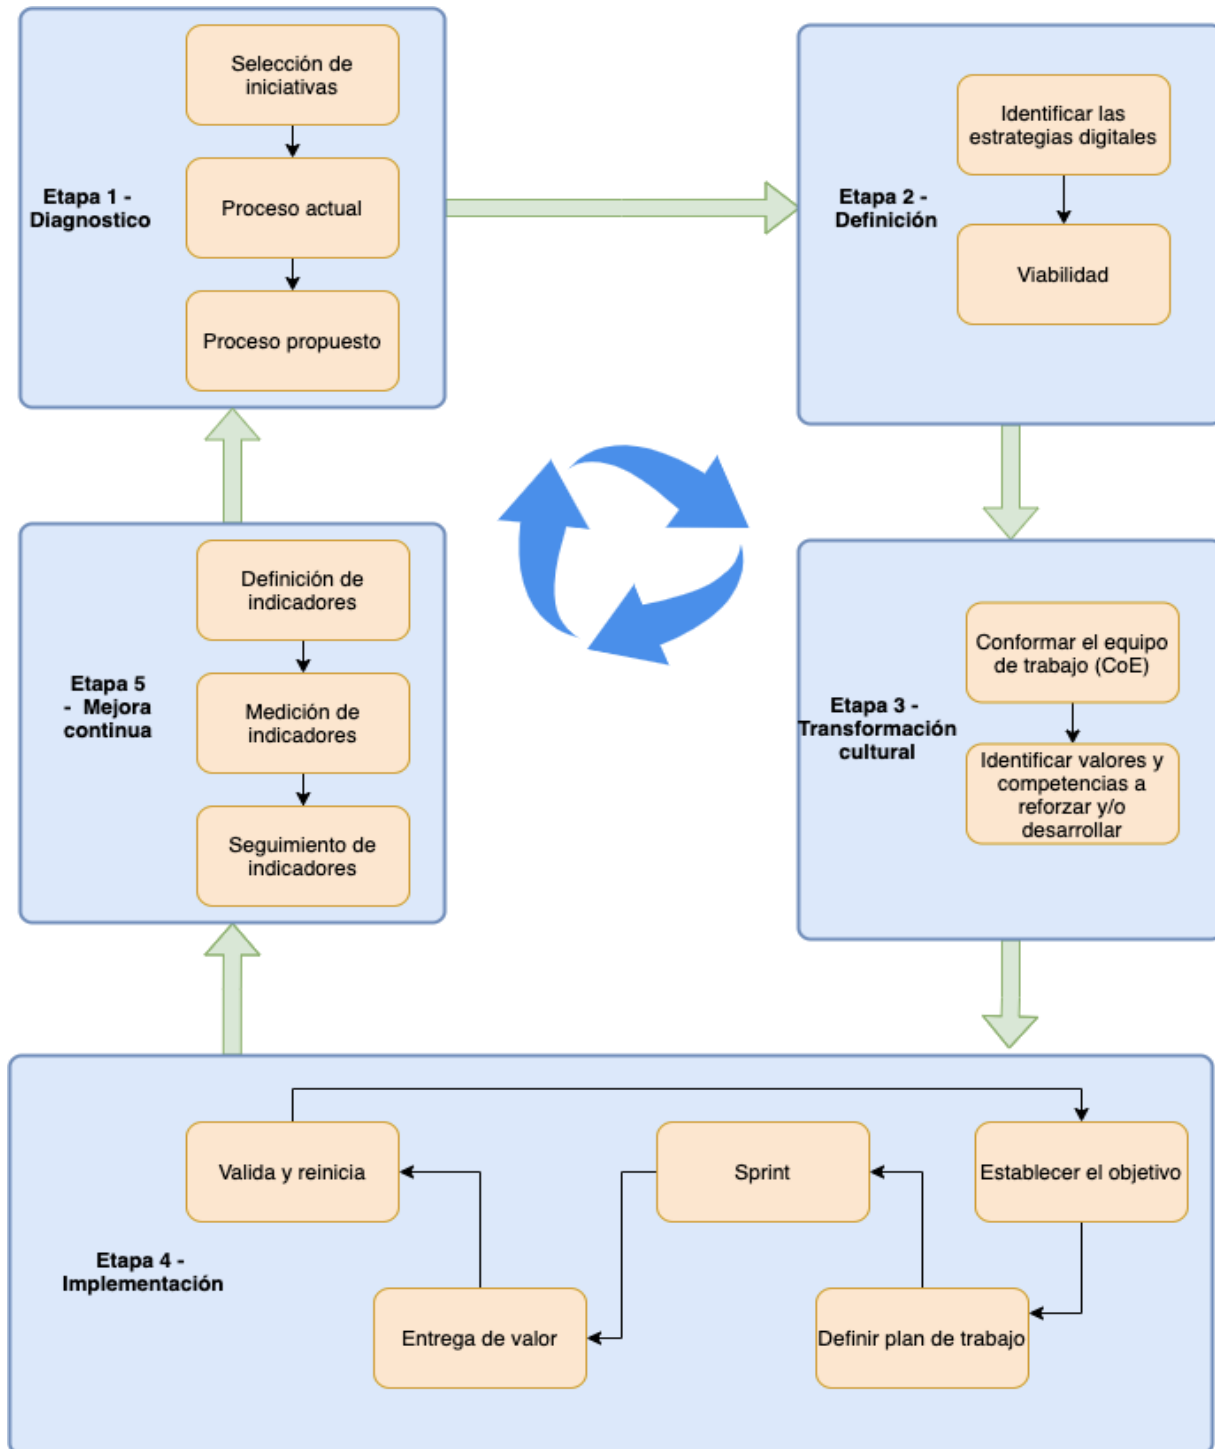 Selección de
iniciativas
Etapa 1 -
Diagnostico
Proceso actual
Proceso propuesto
Identificar las
estrategias digitales
Etapa 2 -
Definición
Viabilidad
Conformar el equipo
de trabajo (CoE)
Etapa 3 -
Transformación
cultural
Identificar valores y
competencias a
reforzar y/o
desarrollar
Establecer el objetivo
Definir plan de trabajo
Sprint
Entrega de valor
Valida y reinicia
Etapa 4 -
Implementación
Definición de
indicadores
Etapa 5
- Mejora
continua
Medición de
indicadores
Seguimiento de
indicadores